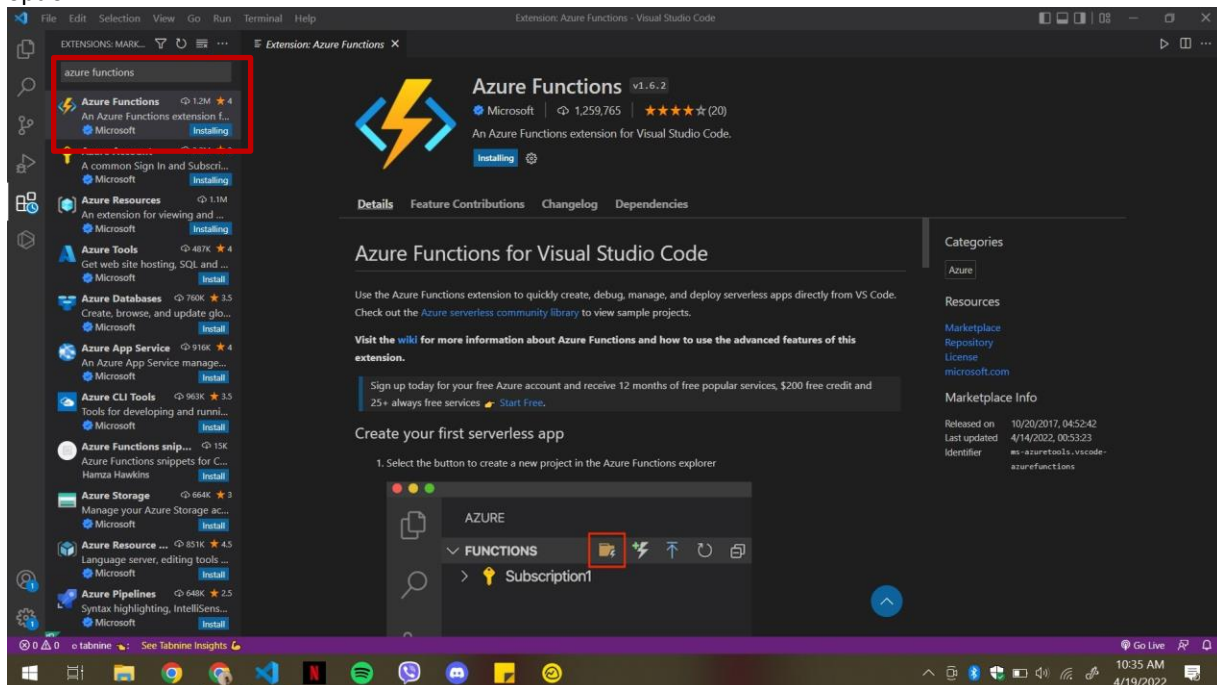 File Edit Selection View Go Run Terminal Help
Extension: Azure Functions - Visual Studio Code
EXTENSIONS: MARK...
Extension: Azure Functions
azure functions
Azure Functions 1.2M ★ 4
An Azure Functions extension f...
Microsoft Installing
A common Sign In and Subscri...
Microsoft Installing
Azure Resources 1.1M
An extension for viewing and ...
Microsoft Installing
Azure Tools 487K ★ 4
Get web site hosting, SQL and ...
Microsoft Install
Azure Databases 760K ★ 3.5
Create, browse, and update glo...
Microsoft Install
Azure App Service 916K ★ 4
An Azure App Service manage...
Microsoft Install
Azure CLI Tools 963K ★ 3.5
Tools for developing and runni...
Microsoft Install
Azure Functions snip... 15K
Azure Functions snippets for C...
Hamza Hawkins Install
Azure Storage 664K ★ 3
Manage your Azure Storage ac...
Microsoft Install
Azure Resource ... 851K ★ 4.5
Language server, editing tools ...
Microsoft Install
Azure Pipelines 648K ★ 2.5
Syntax highlighting, IntelliSens...
Microsoft Install
Azure Functions v1.6.2
Microsoft 1,259,765 ★★★★☆(20)
An Azure Functions extension for Visual Studio Code.
Installing
Details Feature Contributions Changelog Dependencies
Azure Functions for Visual Studio Code
Use the Azure Functions extension to quickly create, debug, manage, and deploy serverless apps directly from VS Code.
Check out the Azure serverless community library to view sample projects.
Visit the wiki for more information about Azure Functions and how to use the advanced features of this
extension.
Sign up today for your free Azure account and receive 12 months of free popular services, $200 free credit and
25+ always free services 👉 Start Free.
Create your first serverless app
1. Select the button to create a new project in the Azure Functions explorer
AZURE
FUNCTIONS
Subscription1
Categories
Azure
Resources
Marketplace
Repository
License
microsoft.com
Marketplace Info
Released on 10/20/2017, 04:52:42
Last updated 4/14/2022, 00:53:23
Identifier ms-azuretools.vscode-
azurefunctions
0 0 tabnine : See Tabnine Insights
Go Live
10:35 AM
4/19/2022